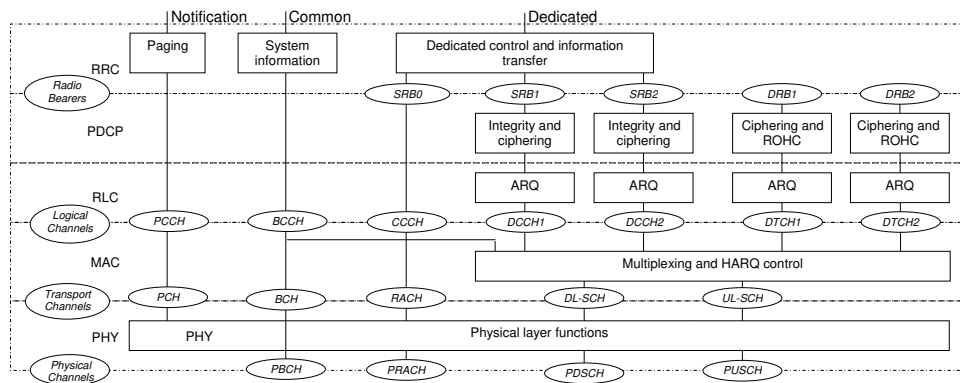 Notification
Common
Dedicated
Paging
System
information
Dedicated control and information
transfer
RRC
Radio
Bearers
SRB0
SRB1
SRB2
DRB1
DRB2
PDCP
Integrity and
ciphering
Integrity and
ciphering
Ciphering and
ROHC
Ciphering and
ROHC
RLC
ARQ
ARQ
ARQ
ARQ
Logical
Channels
PCCH
BCCH
CCCH
DCCH1
DCCH2
DTCH1
DTCH2
MAC
Multiplexing and HARQ control
Transport
Channels
PCH
BCH
RACH
DL-SCH
UL-SCH
PHY
PHY
Physical layer functions
Physical
Channels
PBCH
PRACH
PDSCH
PUSCH